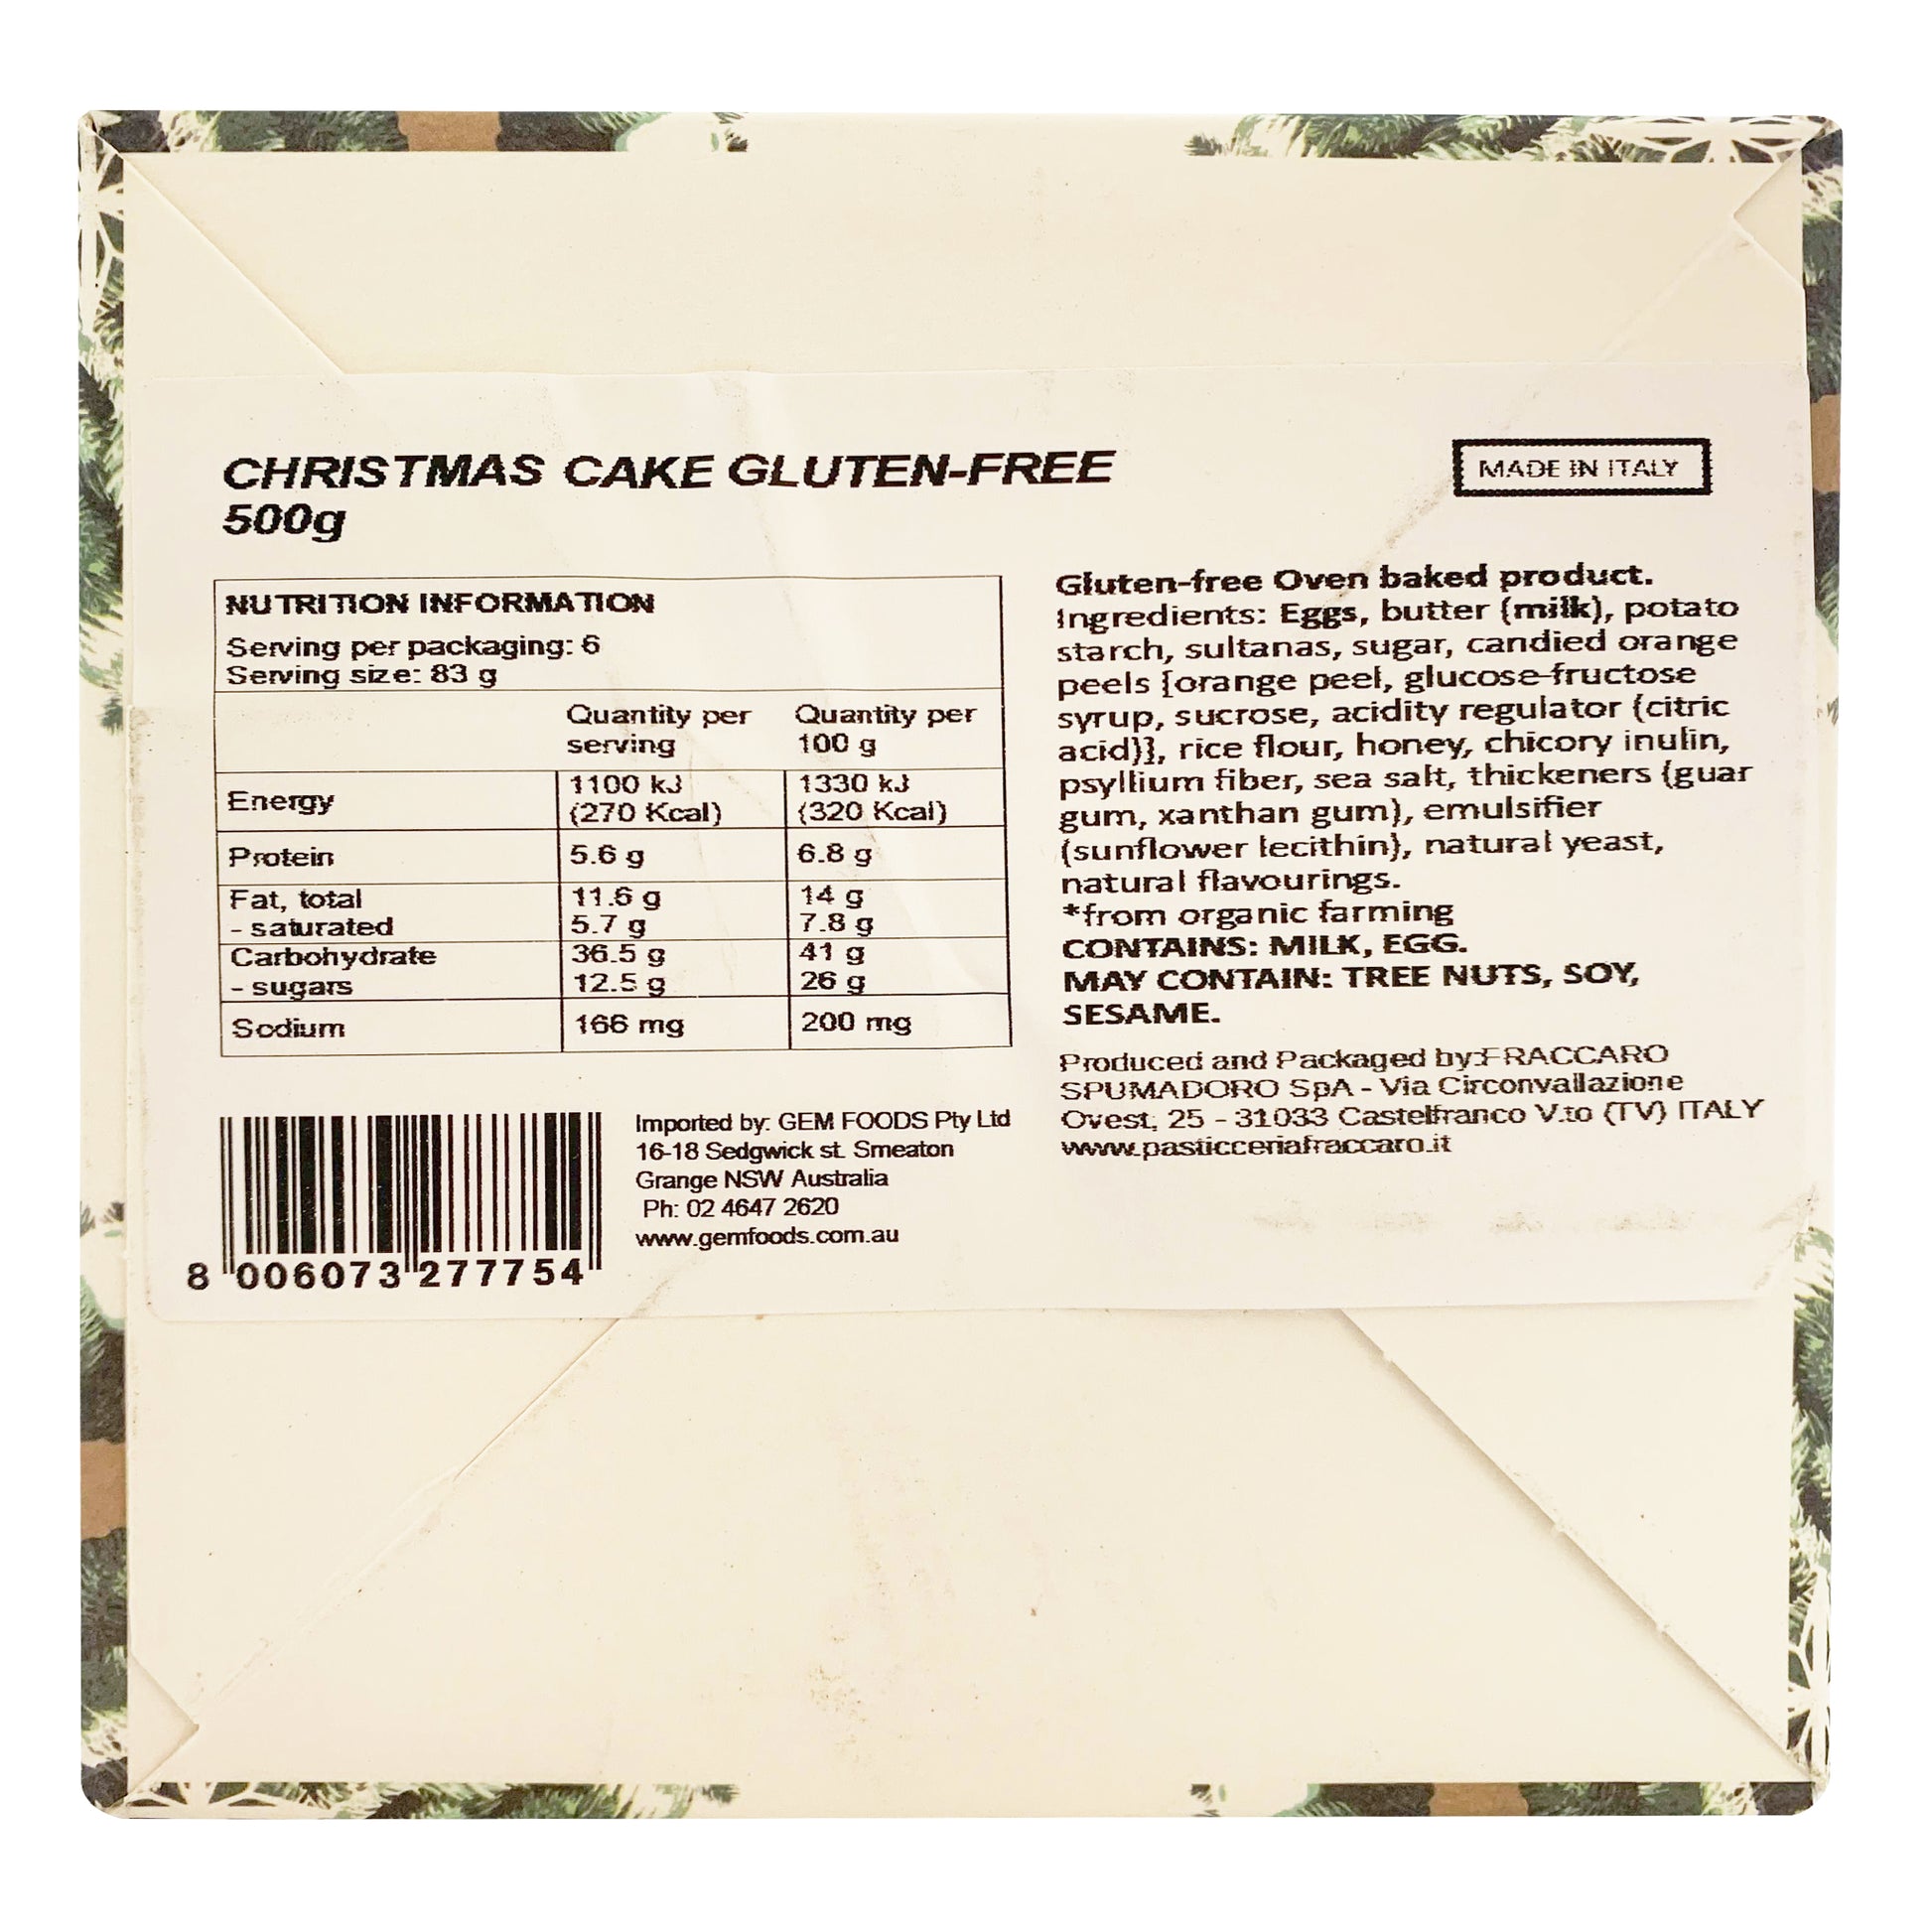 CHRISTMAS CAKE GLUTEN-FREE
500g
MADE IN ITALY
NUTRITION INFORMATION
Serving per packaging: 6
Serving size: 83 g
Quantity per serving Quantity per 100 g
Energy 1100 kJ (270 Kcal) 1330 kJ (320 Kcal)
Protein 5.6 g 6.8 g
Fat, total 11.6 g 14 g
- saturated 5.7 g 7.8 g
Carbohydrate 36.5 g 41 g
- sugars 12.5 g 26 g
Sodium 166 mg 200 mg
Gluten-free Oven baked product.
Ingredients: Eggs, butter (milk), potato
starch, sultanas, sugar, candied orange
peels [orange peel, glucose-fructose
syrup, sucrose, acidity regulator (citric
acid)], rice flour, honey, chicory inulin,
psyllium fiber, sea salt, thickeners (guar
gum, xanthan gum), emulsifier
(sunflower lecithin), natural yeast,
natural flavourings.
*from organic farming
CONTAINS: MILK, EGG.
MAY CONTAIN: TREE NUTS, SOY,
SESAME.
Produced and Packaged by:FRACCARO
SPUMADORO SpA - Via Circonvallazione
Ovest, 25 - 31033 Castelfranco V.to (TV) ITALY
www.pasticceriafraccaro.it
Imported by: GEM FOODS Pty Ltd
16-18 Sedgwick st. Smeaton
Grange NSW Australia
Ph: 02 4647 2620
www.gemfoods.com.au
8 006073 277754